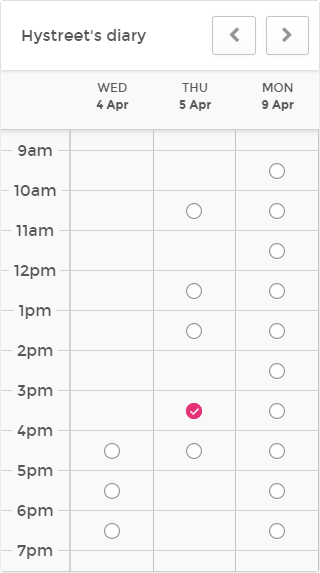 Hystreet's diary
WED THU MON
4 Apr 5 Apr 9 Apr
9am
10am
11am
12pm
1pm
2pm
3pm
4pm
5pm
6pm
7pm